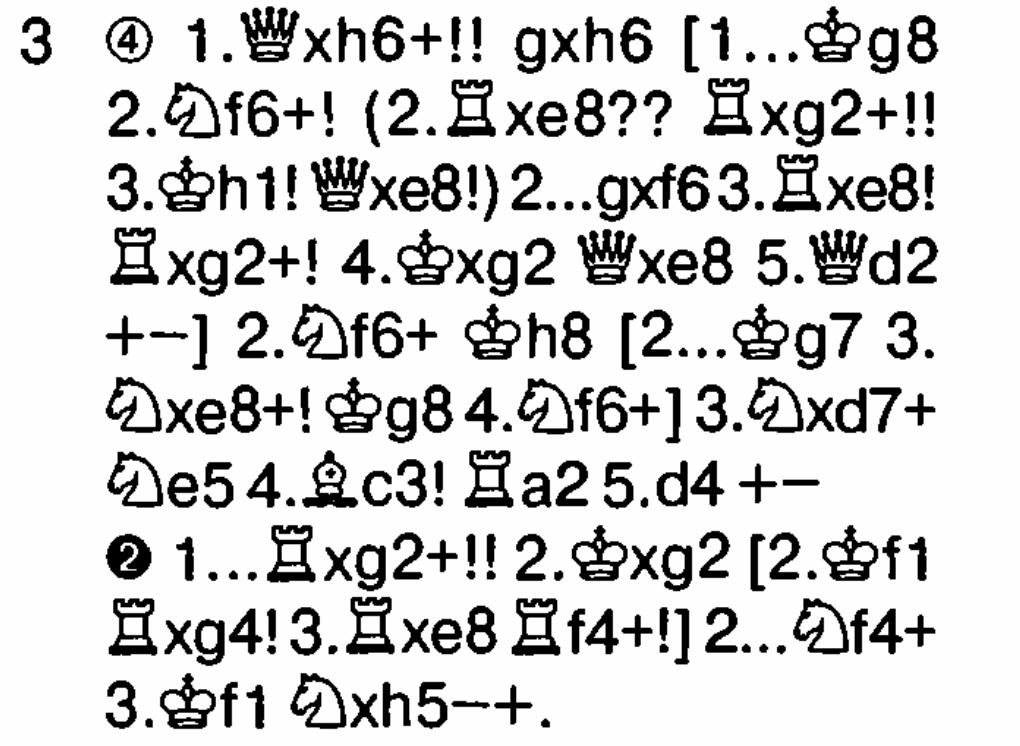 3 ④ 1.♕xh6+!! gxh6 [1...♔g8
2.♘f6+! (2.♖xe8?? ♖xg2+!!
3.♔h1! ♕xe8!) 2...gxf6 3.♖xe8!
♖xg2+! 4.♔xg2 ♕xe8 5.♕d2
+−] 2.♘f6+ ♔h8 [2...♔g7 3.
♘xe8+! ♔g8 4.♘f6+] 3.♘xd7+
♘e5 4.♗c3! ♖a2 5.d4 +−
❷ 1...♖xg2+!! 2.♔xg2 [2.♔f1
♖xg4! 3.♖xe8 ♖f4+!] 2...♘f4+
3.♔f1 ♘xh5−+.